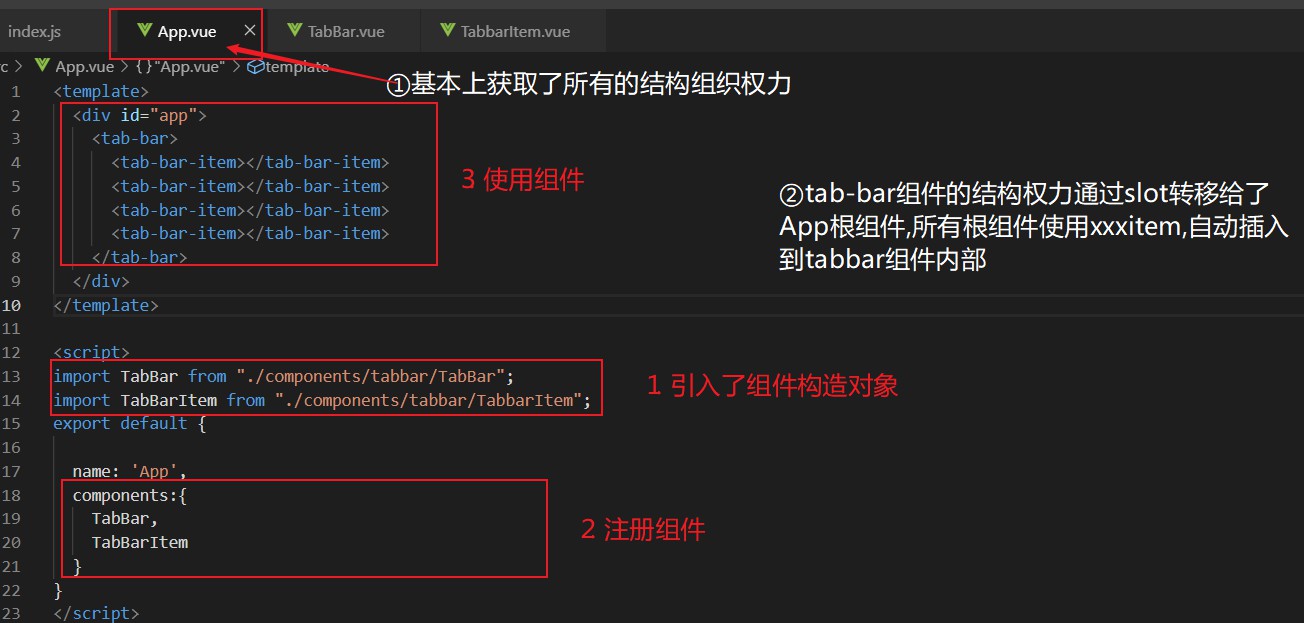 index.js App.vue × TabBar.vue TabbarItem.vue
rc > App.vue > {} "App.vue" > template
①基本上获取了所有的结构组织权力
1 <template>
2 <div id="app">
3 <tab-bar>
4 <tab-bar-item></tab-bar-item>
5 <tab-bar-item></tab-bar-item>
6 <tab-bar-item></tab-bar-item>
7 <tab-bar-item></tab-bar-item>
8 </tab-bar>
9 </div>
10 </template>
3 使用组件
②tab-bar组件的结构权力通过slot转移给了
App根组件,所有根组件使用xxxitem,自动插入
到tabbar组件内部
11
12 <script>
13 import TabBar from "./components/tabbar/TabBar";
14 import TabBarItem from "./components/tabbar/TabbarItem";
1 引入了组件构造对象
15 export default {
16
17 name: 'App',
18 components:{
19 TabBar,
20 TabBarItem
21 }
2 注册组件
22 }
23 </script>